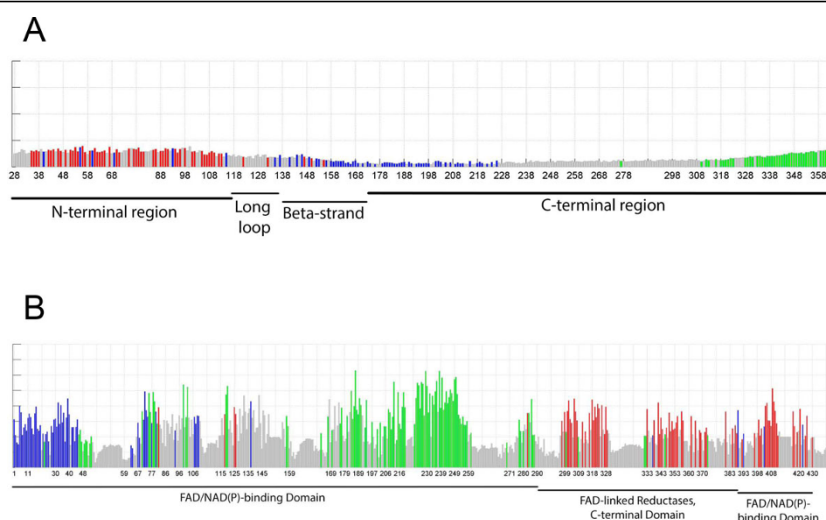 A
28 38 48 58 68 88 98 108 118 128 138 148 158 168 178 188 198 208 218 228 238 248 258 268 278 298 308 318 328 338 348 358
N-terminal region
Long
loop
Beta-strand
C-terminal region
B
1 11 30 40 48 59 67 77 86 96 106 115 126 135 145 159 169 179 189 197 206 216 230 239 249 259 271 280 290 299 309 318 328 333 343 353 360 370 383 393 398 408 420 430
FAD/NAD(P)-binding Domain
FAD-linked Reductases,
C-terminal Domain
FAD/NAD(P)-
binding Domain